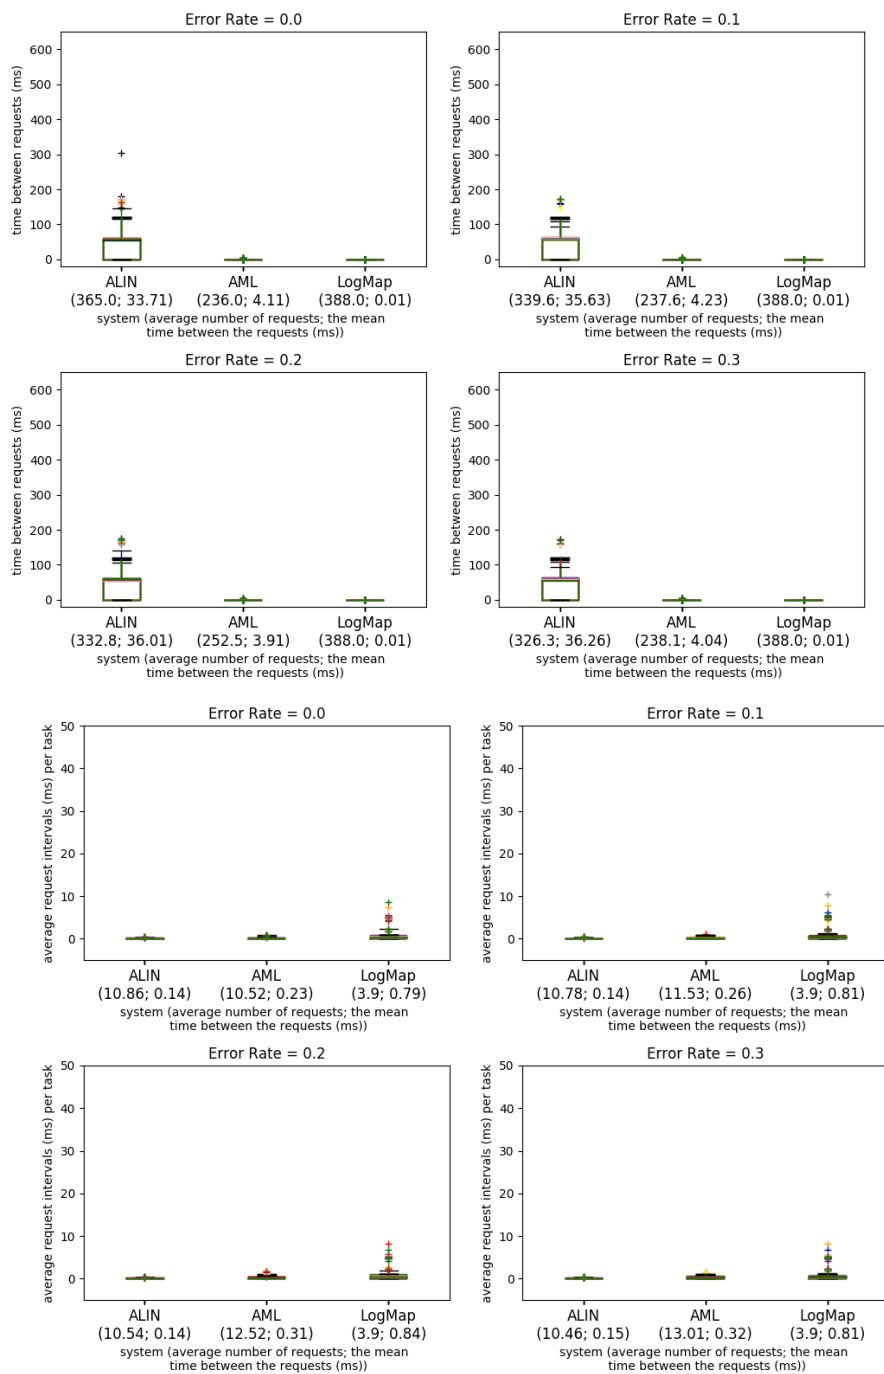 Error Rate = 0.0
time between requests (ms)
600
500
400
300
200
100
0
ALIN AML LogMap
(365.0; 33.71) (236.0; 4.11) (388.0; 0.01)
system (average number of requests; the mean
time between the requests (ms))
Error Rate = 0.1
time between requests (ms)
600
500
400
300
200
100
0
ALIN AML LogMap
(339.6; 35.63) (237.6; 4.23) (388.0; 0.01)
system (average number of requests; the mean
time between the requests (ms))
Error Rate = 0.2
time between requests (ms)
600
500
400
300
200
100
0
ALIN AML LogMap
(332.8; 36.01) (252.5; 3.91) (388.0; 0.01)
system (average number of requests; the mean
time between the requests (ms))
Error Rate = 0.3
time between requests (ms)
600
500
400
300
200
100
0
ALIN AML LogMap
(326.3; 36.26) (238.1; 4.04) (388.0; 0.01)
system (average number of requests; the mean
time between the requests (ms))
Error Rate = 0.0
average request intervals (ms) per task
50
40
30
20
10
0
ALIN AML LogMap
(10.86; 0.14) (10.52; 0.23) (3.9; 0.79)
system (average number of requests; the mean
time between the requests (ms))
Error Rate = 0.1
average request intervals (ms) per task
50
40
30
20
10
0
ALIN AML LogMap
(10.78; 0.14) (11.53; 0.26) (3.9; 0.81)
system (average number of requests; the mean
time between the requests (ms))
Error Rate = 0.2
average request intervals (ms) per task
50
40
30
20
10
0
ALIN AML LogMap
(10.54; 0.14) (12.52; 0.31) (3.9; 0.84)
system (average number of requests; the mean
time between the requests (ms))
Error Rate = 0.3
average request intervals (ms) per task
50
40
30
20
10
0
ALIN AML LogMap
(10.46; 0.15) (13.01; 0.32) (3.9; 0.81)
system (average number of requests; the mean
time between the requests (ms))